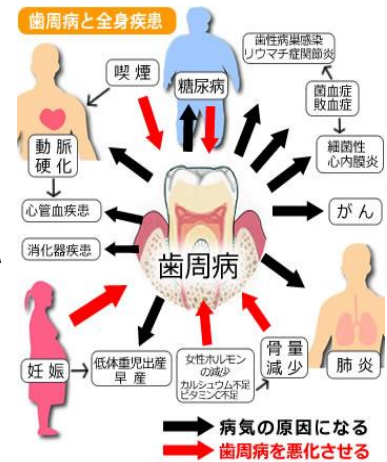 歯周病と全身疾患
喫煙
糖尿病
歯性病巣感染
リウマチ症関節炎
菌血症
敗血症
動脈
硬化
細菌性
心内膜炎
心管血疾患
がん
消化器疾患
歯周病
妊娠
低体重児出産
早産
女性ホルモン
の減少
カルシュウム不足
ビタミンC不足
骨量
減少
肺炎
病気の原因になる
歯周病を悪化させる